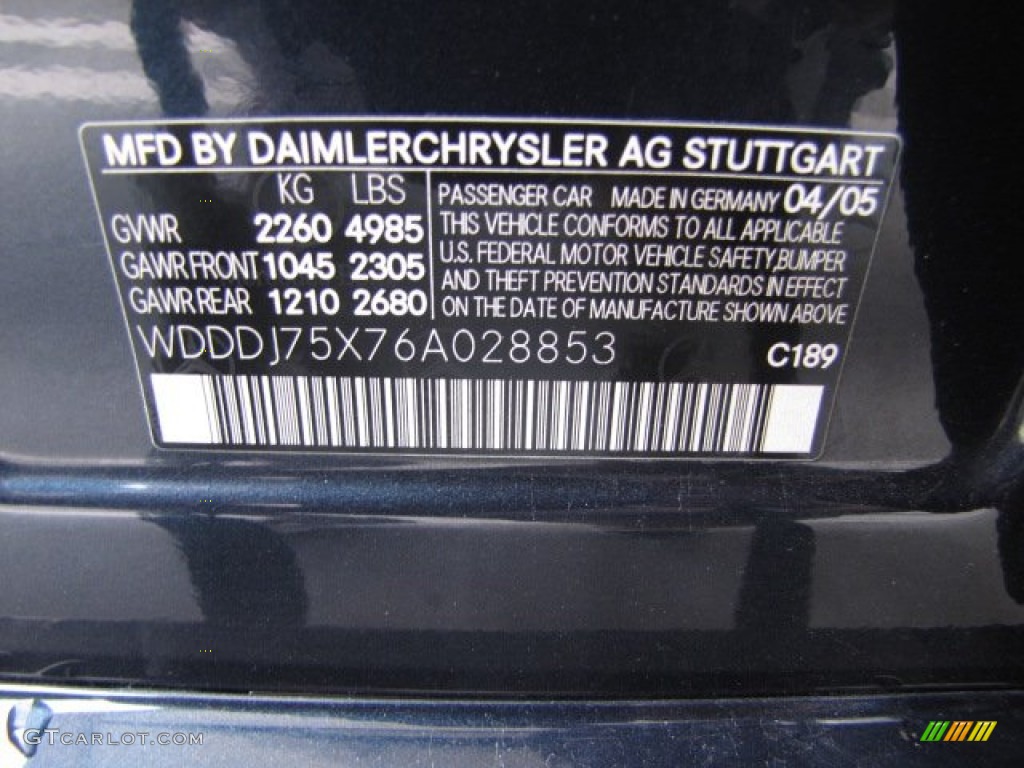 MFD BY DAIMLERCHRYSLER AG STUTTGART
KG LBS
GVWR 2260 4985
GAWR FRONT 1045 2305
GAWR REAR 1210 2680
PASSENGER CAR MADE IN GERMANY 04/05
THIS VEHICLE CONFORMS TO ALL APPLICABLE
U.S. FEDERAL MOTOR VEHICLE SAFETY,BUMPER
AND THEFT PREVENTION STANDARDS IN EFFECT
ON THE DATE OF MANUFACTURE SHOWN ABOVE
WDDDJ75X76A028853 C189
GTCARLOT.COM